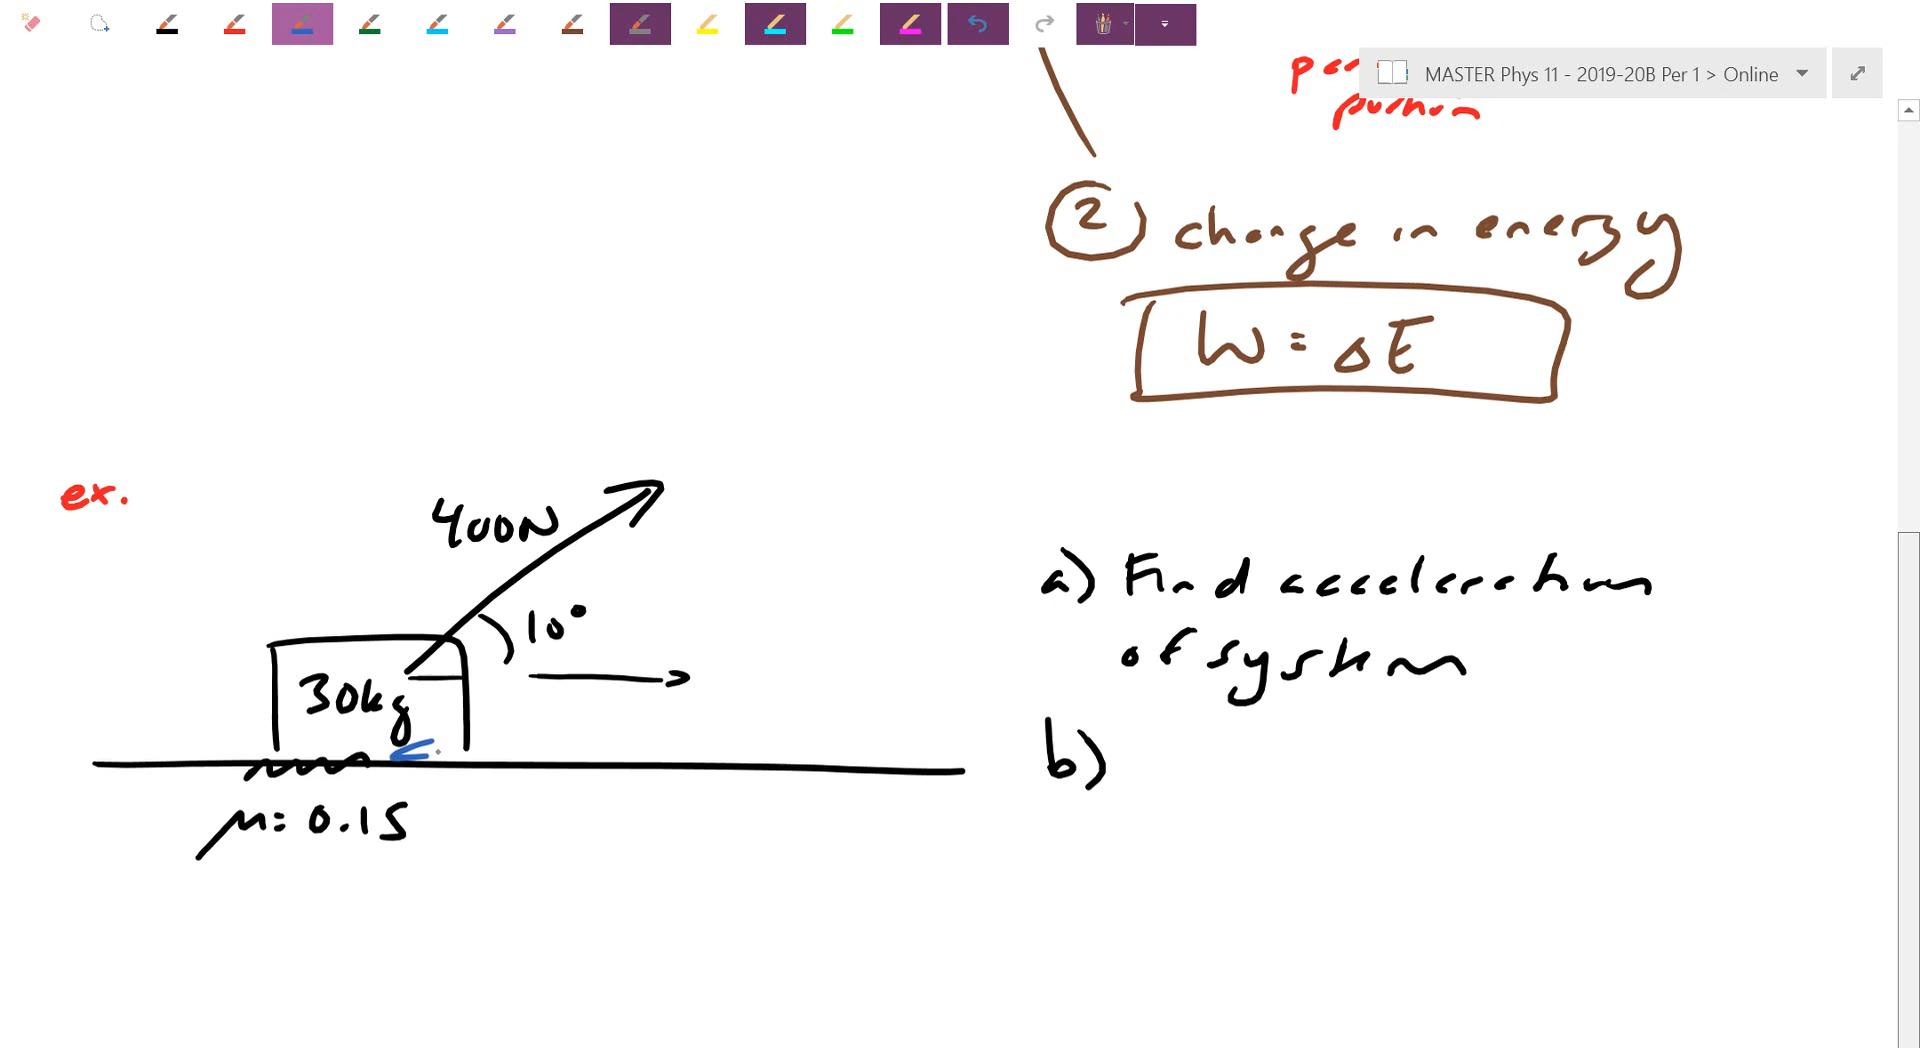 MASTER Phys 11 - 2019-20B Per 1 > Online
② change in energy
W = ΔE
ex.
400N
10°
30kg
μ = 0.15
a) Find acceleration
of system
b)